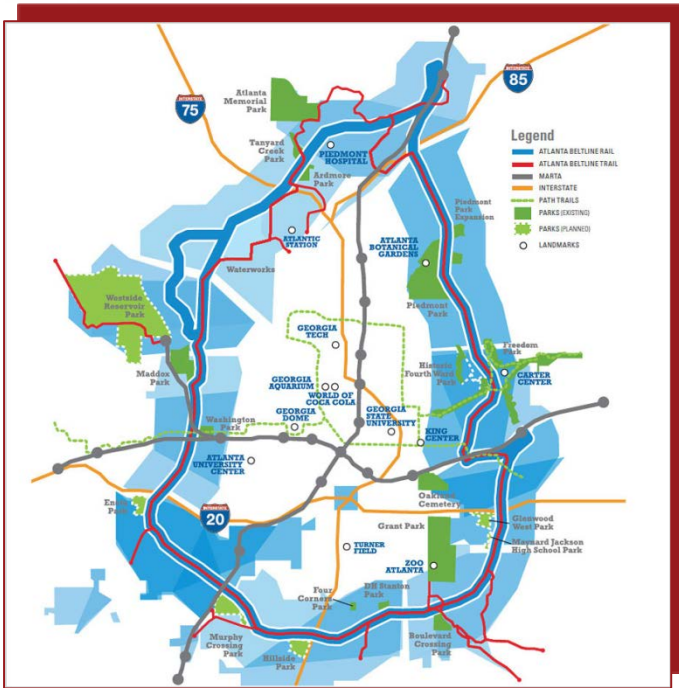 INTERSTATE
75
INTERSTATE
85
Atlanta
Memorial
Park
Tanyard
Creek
Park
PIEDMONT
HOSPITAL
Ardmore
Park
Legend
ATLANTA BELTLINE RAIL
ATLANTA BELTLINE TRAIL
MARTA
INTERSTATE
PATH TRAILS
PARKS (EXISTING)
PARKS (PLANNED)
LANDMARKS
Piedmont
Park
Expansion
ATLANTIC
STATION
ATLANTA
BOTANICAL
GARDENS
Waterworks
Westside
Reservoir
Park
Piedmont
Park
GEORGIA
TECH
Freedom
Park
Historic
Fourth Ward
Park
CARTER
CENTER
Maddox
Park
GEORGIA
AQUARIUM
WORLD OF
COCA COLA
Washington
Park
GEORGIA
DOME
GEORGIA
STATE
UNIVERSITY
KING
CENTER
ATLANTA
UNIVERSITY
CENTER
Oakland
Cemetery
INTERSTATE
20
Grant Park
Glenwood
West Park
Maynard Jackson
High School Park
TURNER
FIELD
ZOO
ATLANTA
Four
Corners
Park
DH Stanton
Park
Murphy
Crossing
Park
Hillside
Park
Boulevard
Crossing
Park